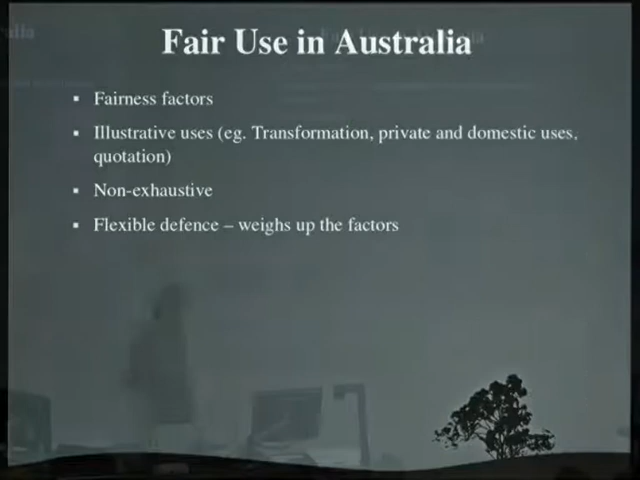 Fair Use in Australia
▪ Fairness factors
▪ Illustrative uses (eg. Transformation, private and domestic uses, quotation)
▪ Non-exhaustive
▪ Flexible defence – weighs up the factors